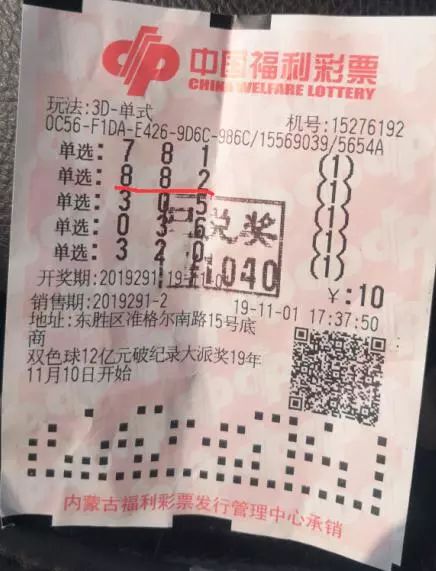 中国福利彩票
CHINA WELFARE LOTTERY
玩法:3D-单式
机号:15276192
0C56-F1DA-E426-9D6C-986C/15569039/5654A
单选: 7 8 1 (1)
单选: 8 8 2 (1)
单选: 3 0 5 (1)
单选: 0 3 6 (1)
单选: 3 2 0 (1)
已兑奖
1040
开奖期:2019291 19-11-01
¥:10
销售期:2019291-2
19-11-01 17:37:50
地址:东胜区准格尔南路15号底
商
双色球12亿元破纪录大派奖19年
11月10日开始
内蒙古福利彩票发行管理中心承销